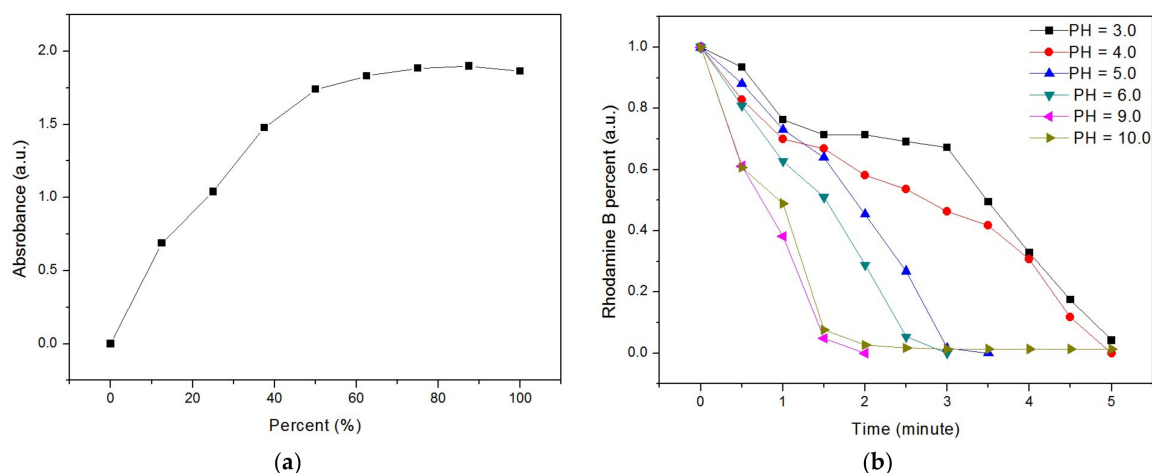 2.0
1.5
1.0
0.5
0.0
Absrobance (a.u.)
0 20 40 60 80 100
Percent (%)
(a)
1.0
0.8
0.6
0.4
0.2
0.0
Rhodamine B percent (a.u.)
PH = 3.0
PH = 4.0
PH = 5.0
PH = 6.0
PH = 9.0
PH = 10.0
0 1 2 3 4 5
Time (minute)
(b)